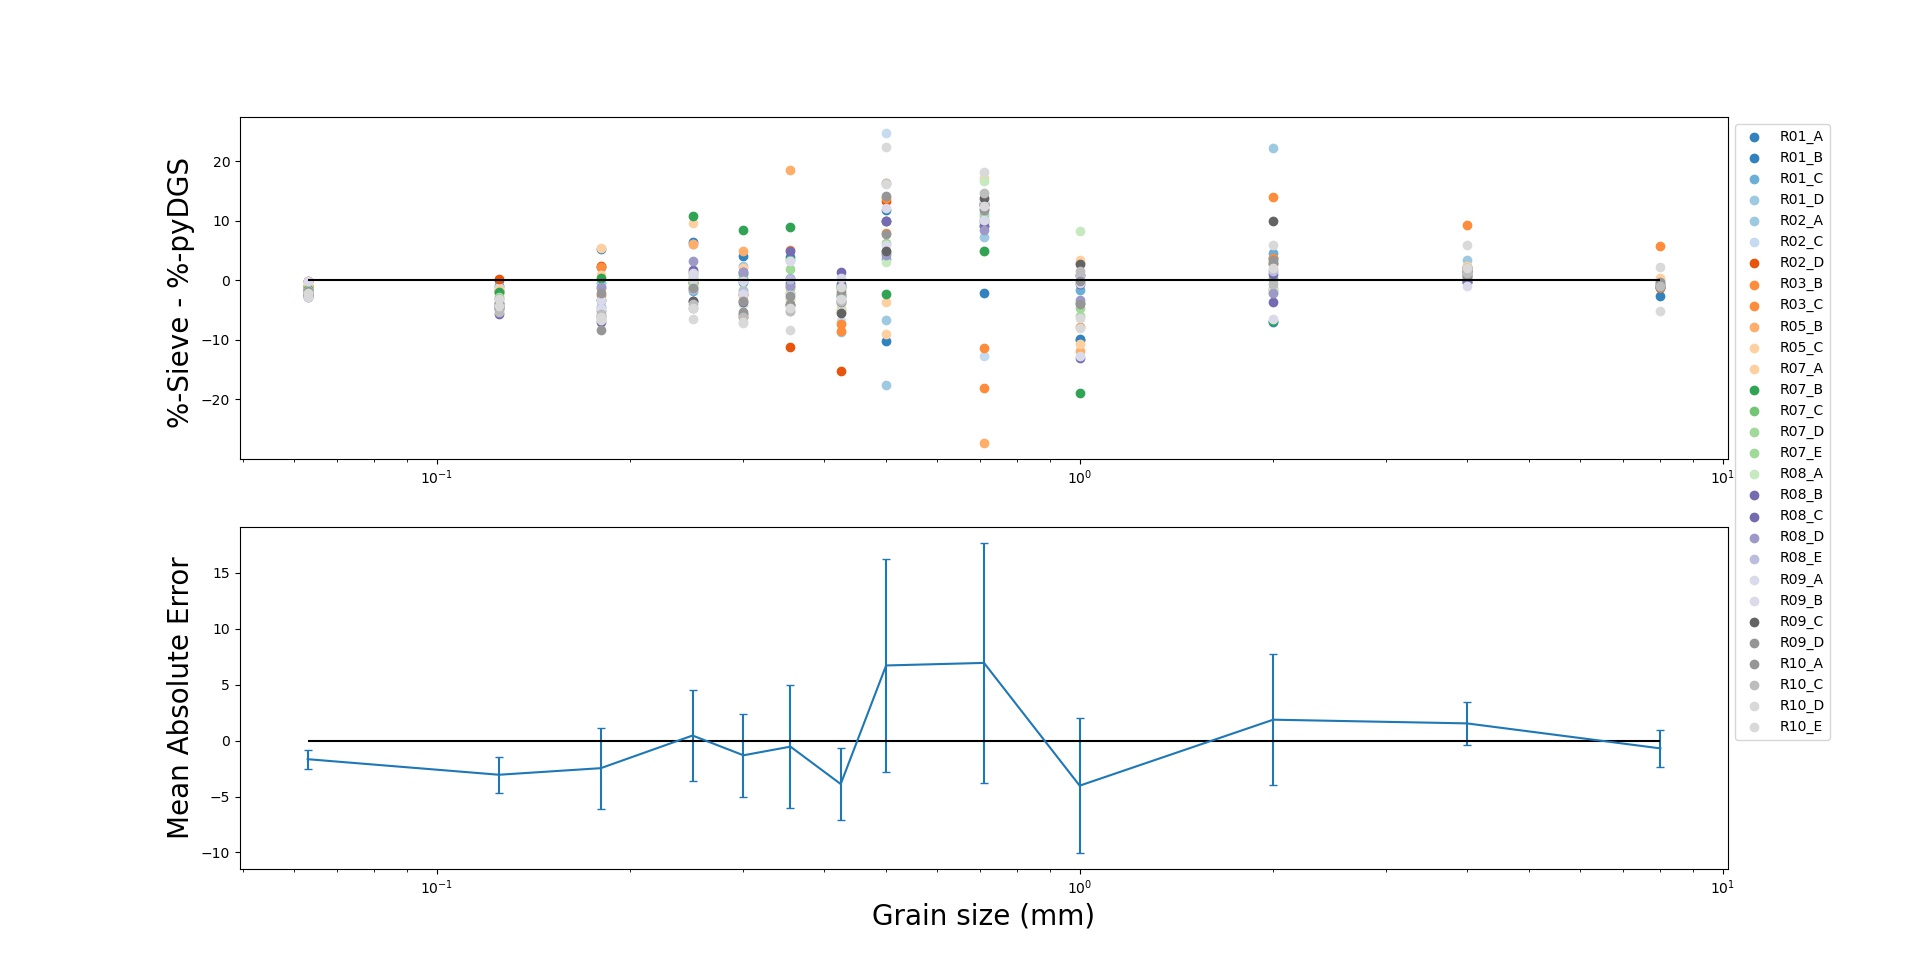 %-Sieve - %-pyDGS
20
10
0
−10
−20
10⁻¹
10⁰
10¹
R01_A
R01_B
R01_C
R01_D
R02_A
R02_C
R02_D
R03_B
R03_C
R05_B
R05_C
R07_A
R07_B
R07_C
R07_D
R07_E
R08_A
R08_B
R08_C
R08_D
R08_E
R09_A
R09_B
R09_C
R09_D
R10_A
R10_C
R10_D
R10_E
Mean Absolute Error
15
10
5
0
−5
−10
10⁻¹
10⁰
10¹
Grain size (mm)